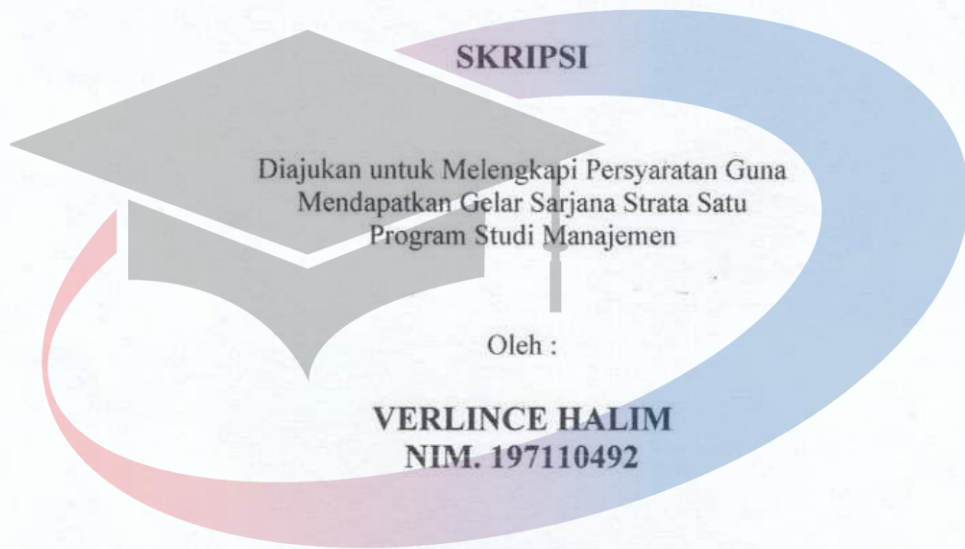 SKRIPSI
Diajukan untuk Melengkapi Persyaratan Guna
Mendapatkan Gelar Sarjana Strata Satu
Program Studi Manajemen
Oleh :
VERLINCE HALIM
NIM. 197110492